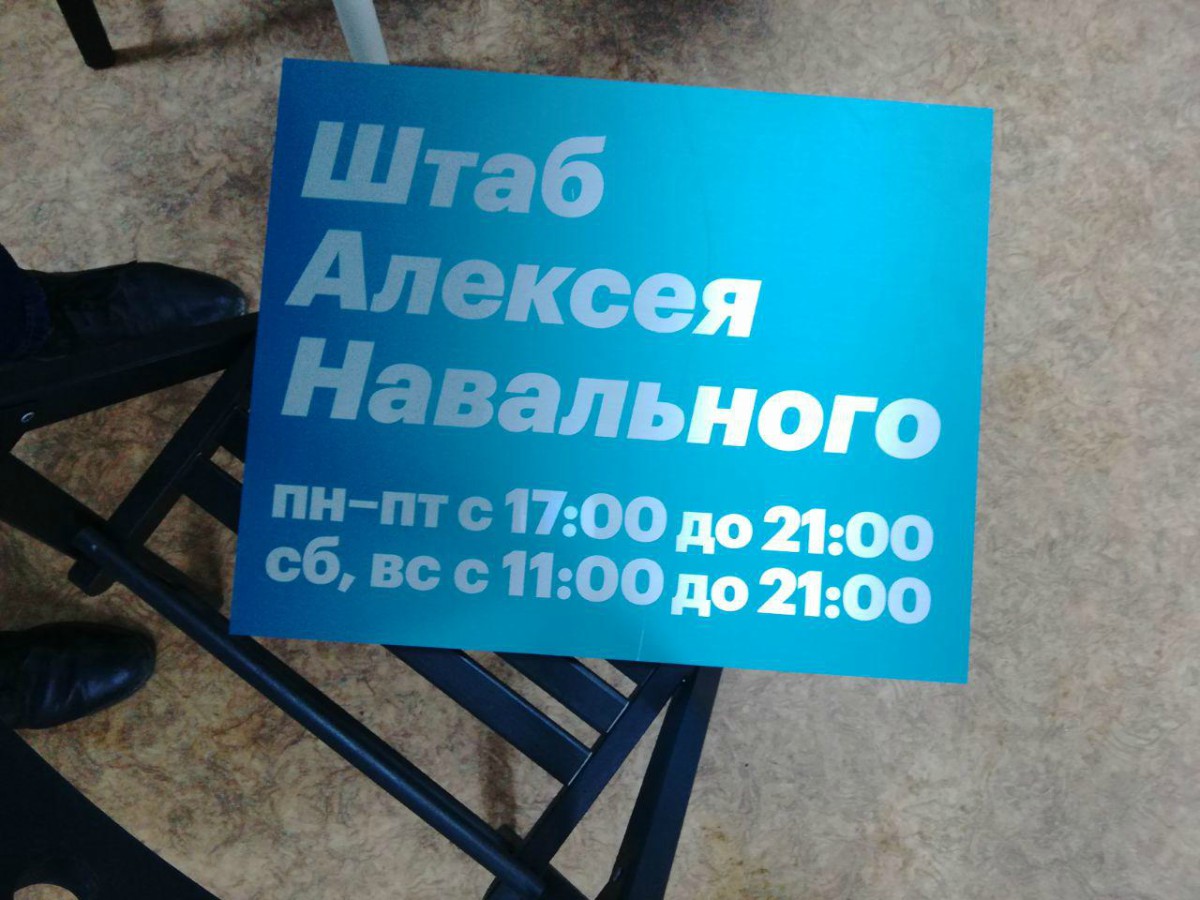 Штаб
Алексея
Навального
пн–пт с 17:00 до 21:00
сб, вс с 11:00 до 21:00